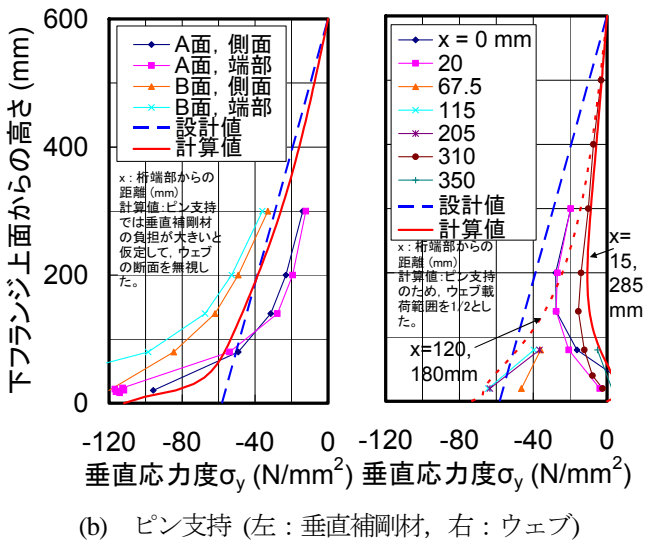 600
400
200
0
下フランジ上面からの高さ (mm)
A面, 側面
A面, 端部
B面, 側面
B面, 端部
設計値
計算値
x：桁端部からの
距離 (mm)
計算値：ピン支持
では垂直補剛材
の負担が大きいと
仮定して、ウェブ
の断面を無視し
た。
-120 -80 -40 0
垂直応力度σy (N/mm2)
x = 0 mm
20
67.5
115
205
310
350
設計値
計算値
x：桁端部からの
距離 (mm)
計算値：ピン支持
のため、ウェブ載
荷範囲を1/2とし
た。
x=
15,
285
mm
x=120,
180mm
-120 -80 -40 0
垂直応力度σy (N/mm2)
(b) ピン支持 (左：垂直補剛材, 右：ウェブ)